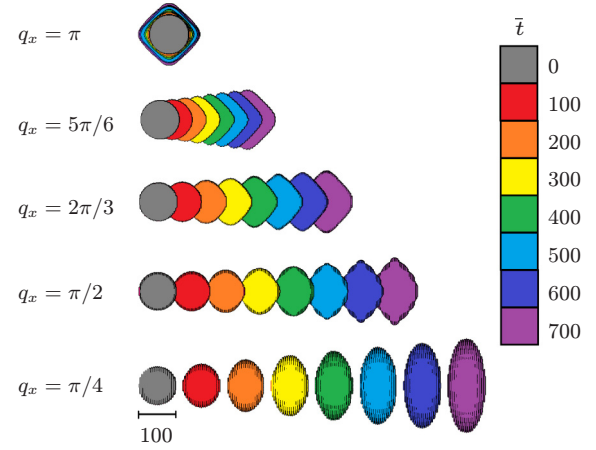 q_x = π
q_x = 5π/6
q_x = 2π/3
q_x = π/2
q_x = π/4
100
t̄
0
100
200
300
400
500
600
700